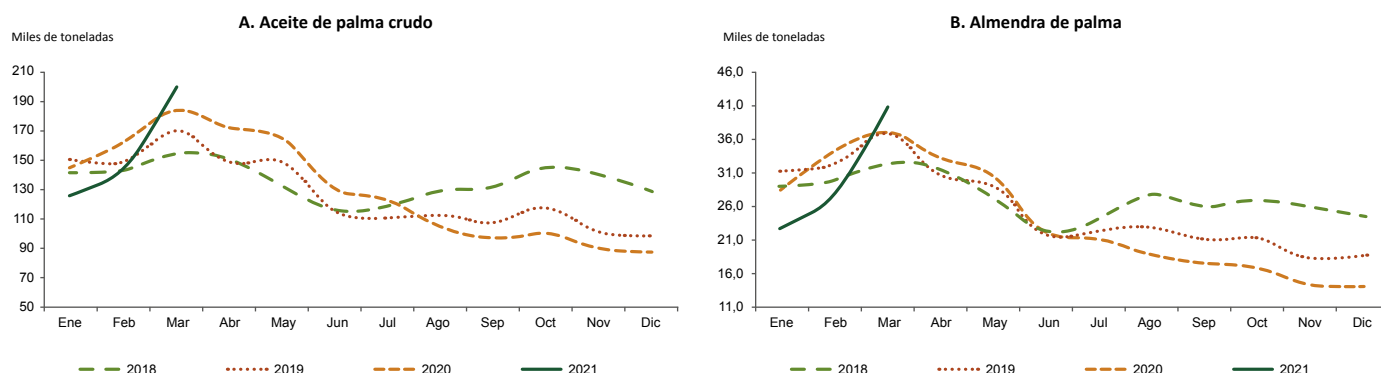 A. Aceite de palma crudo
Miles de toneladas
210
190
170
150
130
110
90
70
50
Ene Feb Mar Abr May Jun Jul Ago Sep Oct Nov Dic
2018 2019 2020 2021
B. Almendra de palma
Miles de toneladas
46,0
41,0
36,0
31,0
26,0
21,0
16,0
11,0
Ene Feb Mar Abr May Jun Jul Ago Sep Oct Nov Dic
2018 2019 2020 2021